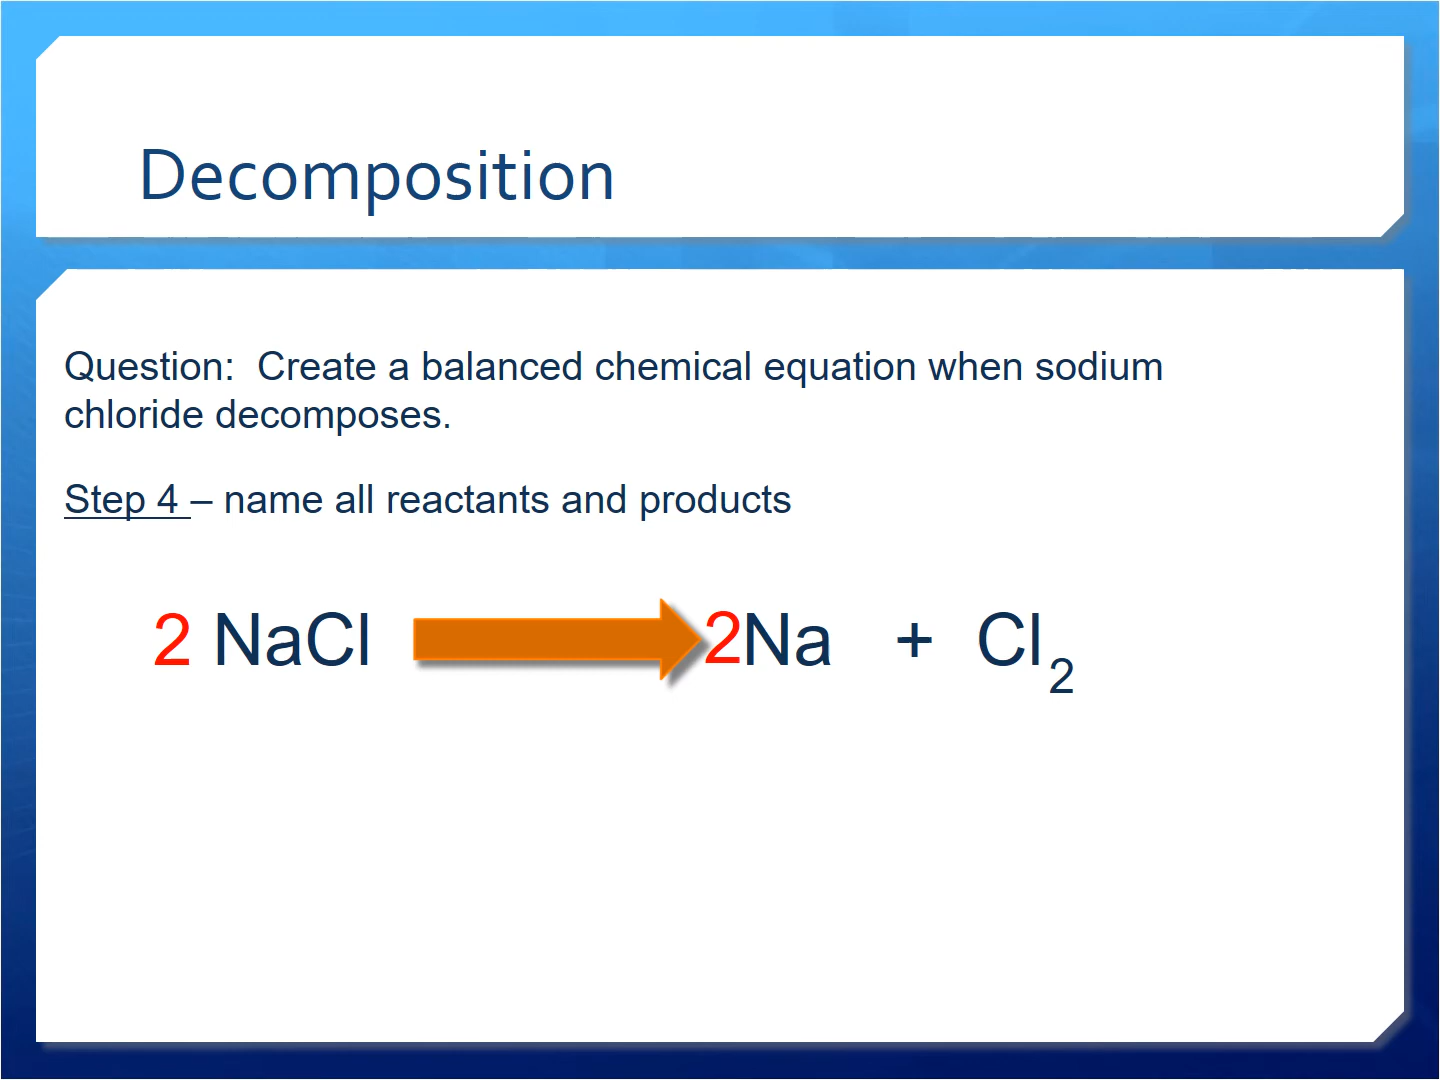 Decomposition
Question:  Create a balanced chemical equation when sodium
chloride decomposes.
Step 4 – name all reactants and products
2 NaCl 2Na + Cl2